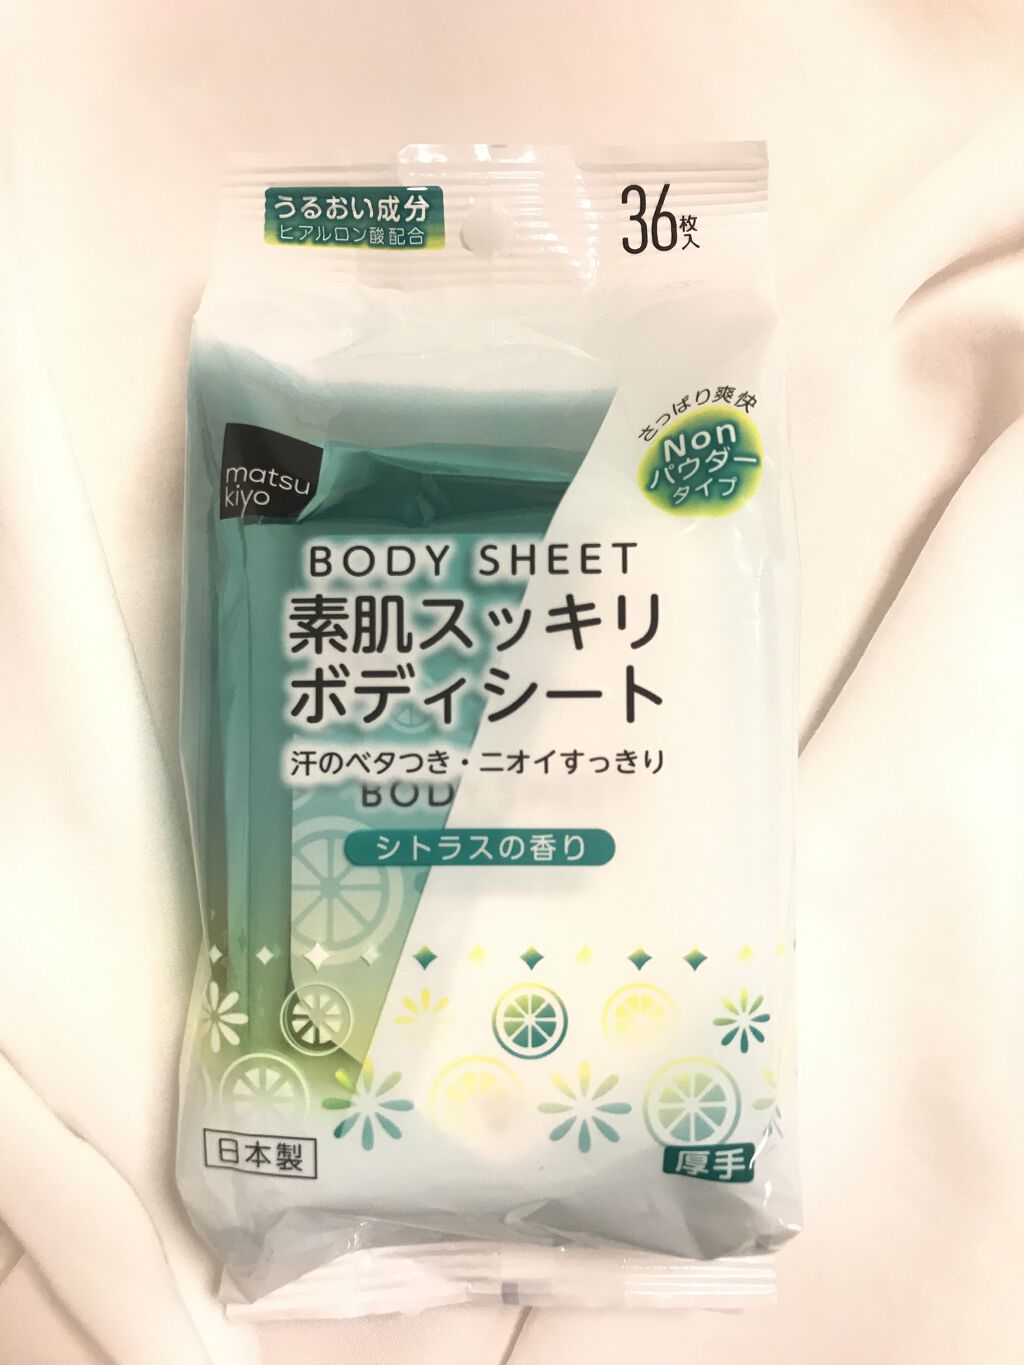 うるおい成分
ヒアルロン酸配合
36枚入
さっぱり爽快
Non
パウダー
タイプ
matsu
kiyo
BODY SHEET
素肌スッキリ
ボディシート
汗のベタつき・ニオイすっきり
BOD
シトラスの香り
日本製
厚手